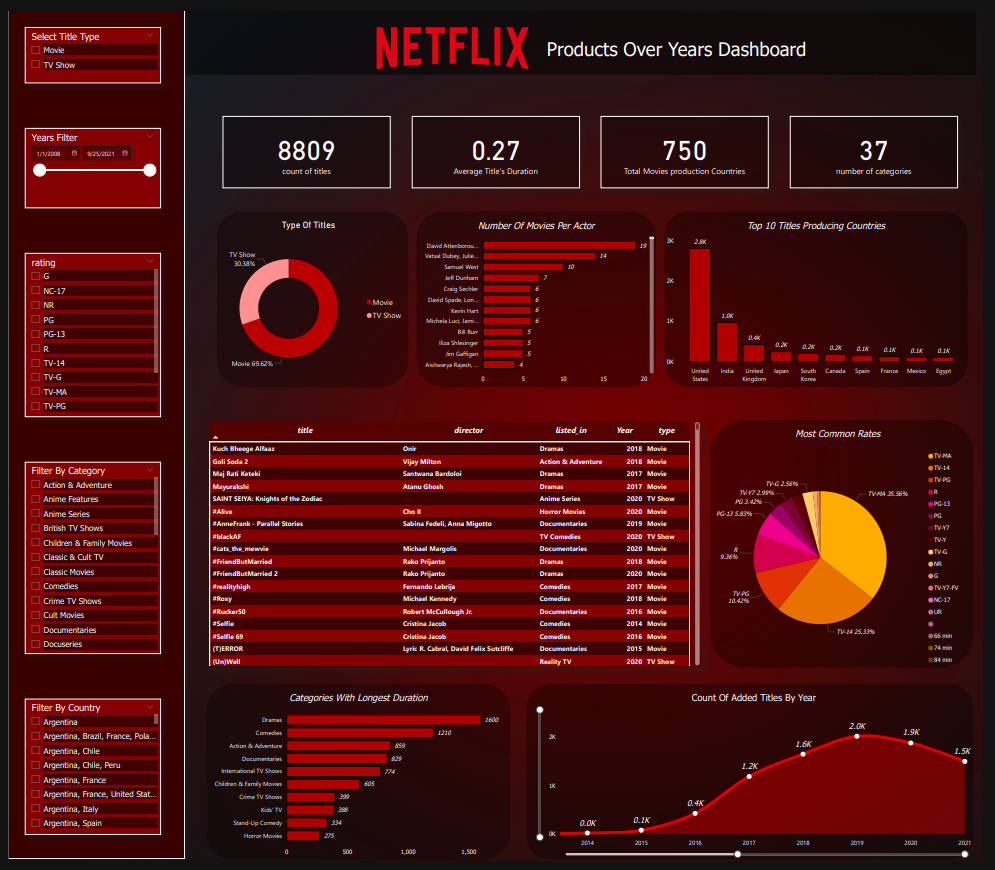 NETFLIX Products Over Years Dashboard
Select Title Type
Movie
TV Show
Years Filter
1/1/2008 9/25/2021
rating
G
NC-17
NR
PG
PG-13
R
TV-14
TV-G
TV-MA
TV-PG
Filter By Category
Action & Adventure
Anime Features
Anime Series
British TV Shows
Children & Family Movies
Classic & Cult TV
Classic Movies
Comedies
Crime TV Shows
Cult Movies
Documentaries
Docuseries
Filter By Country
Argentina
Argentina, Brazil, France, Pola...
Argentina, Chile
Argentina, Chile, Peru
Argentina, France
Argentina, France, United Stat...
Argentina, Italy
Argentina, Spain
8809
count of titles
0.27
Average Title's Duration
750
Total Movies production Countries
37
number of categories
Type Of Titles
TV Show
30.38%
Movie 69.62%
Movie
TV Show
Number Of Movies Per Actor
David Attenborou... 19
Vatsal Dubey, Julie... 14
Samuel West 10
Jeff Dunham 7
Craig Sechler 6
David Spade, Lon... 6
Kevin Hart 6
Michela Luci, Jami... 6
Bill Burr 5
Iliza Shlesinger 5
Jim Gaffigan 5
Aishwarya Rajesh, ... 4
0 5 10 15 20
Top 10 Titles Producing Countries
3K
2K
1K
0K
2.8K 1.0K 0.4K 0.2K 0.2K 0.2K 0.1K 0.1K 0.1K 0.1K
United States India United Kingdom Japan South Korea Canada Spain France Mexico Egypt
title director listed_in Year type
Kuch Bheege Alfaaz Onir Dramas 2018 Movie
Goli Soda 2 Vijay Milton Action & Adventure 2018 Movie
Maj Rati Keteki Santwana Bardoloi Dramas 2017 Movie
Mayurakshi Atanu Ghosh Dramas 2017 Movie
SAINT SEIYA: Knights of the Zodiac Anime Series 2020 TV Show
#Alive Cho Il Horror Movies 2020 Movie
#AnneFrank - Parallel Stories Sabina Fedeli, Anna Migotto Documentaries 2019 Movie
#blackAF TV Comedies 2020 TV Show
#cats_the_mewvie Michael Margolis Documentaries 2020 Movie
#FriendButMarried Rako Prijanto Dramas 2018 Movie
#FriendButMarried 2 Rako Prijanto Dramas 2020 Movie
#realityhigh Fernando Lebrija Comedies 2017 Movie
#Roxy Michael Kennedy Comedies 2018 Movie
#Rucker50 Robert McCullough Jr. Documentaries 2016 Movie
#Selfie Cristina Jacob Comedies 2014 Movie
#Selfie 69 Cristina Jacob Comedies 2016 Movie
(T)ERROR Lyric R. Cabral, David Felix Sutcliffe Documentaries 2015 Movie
(Un)Well Reality TV 2020 TV Show
Most Common Rates
TV-G 2.56%
TV-Y7 2.99%
PG 3.42%
PG-13 5.83%
R
9.36%
TV-PG
10.42%
TV-14 25.33%
TV-MA 35.56%
TV-MA
TV-14
TV-PG
R
PG-13
PG
TV-Y7
TV-Y
TV-G
NR
G
TV-Y7-FV
NC-17
UR
66 min
74 min
84 min
Categories With Longest Duration
Dramas 1600
Comedies 1210
Action & Adventure 859
Documentaries 829
International TV Shows 774
Children & Family Movies 605
Crime TV Shows 399
Kids' TV 388
Stand-Up Comedy 334
Horror Movies 275
0 500 1,000 1,500
Count Of Added Titles By Year
2K
1K
0K
0.0K 0.1K 0.4K 1.2K 1.6K 2.0K 1.9K 1.5K
2014 2015 2016 2017 2018 2019 2020 2021